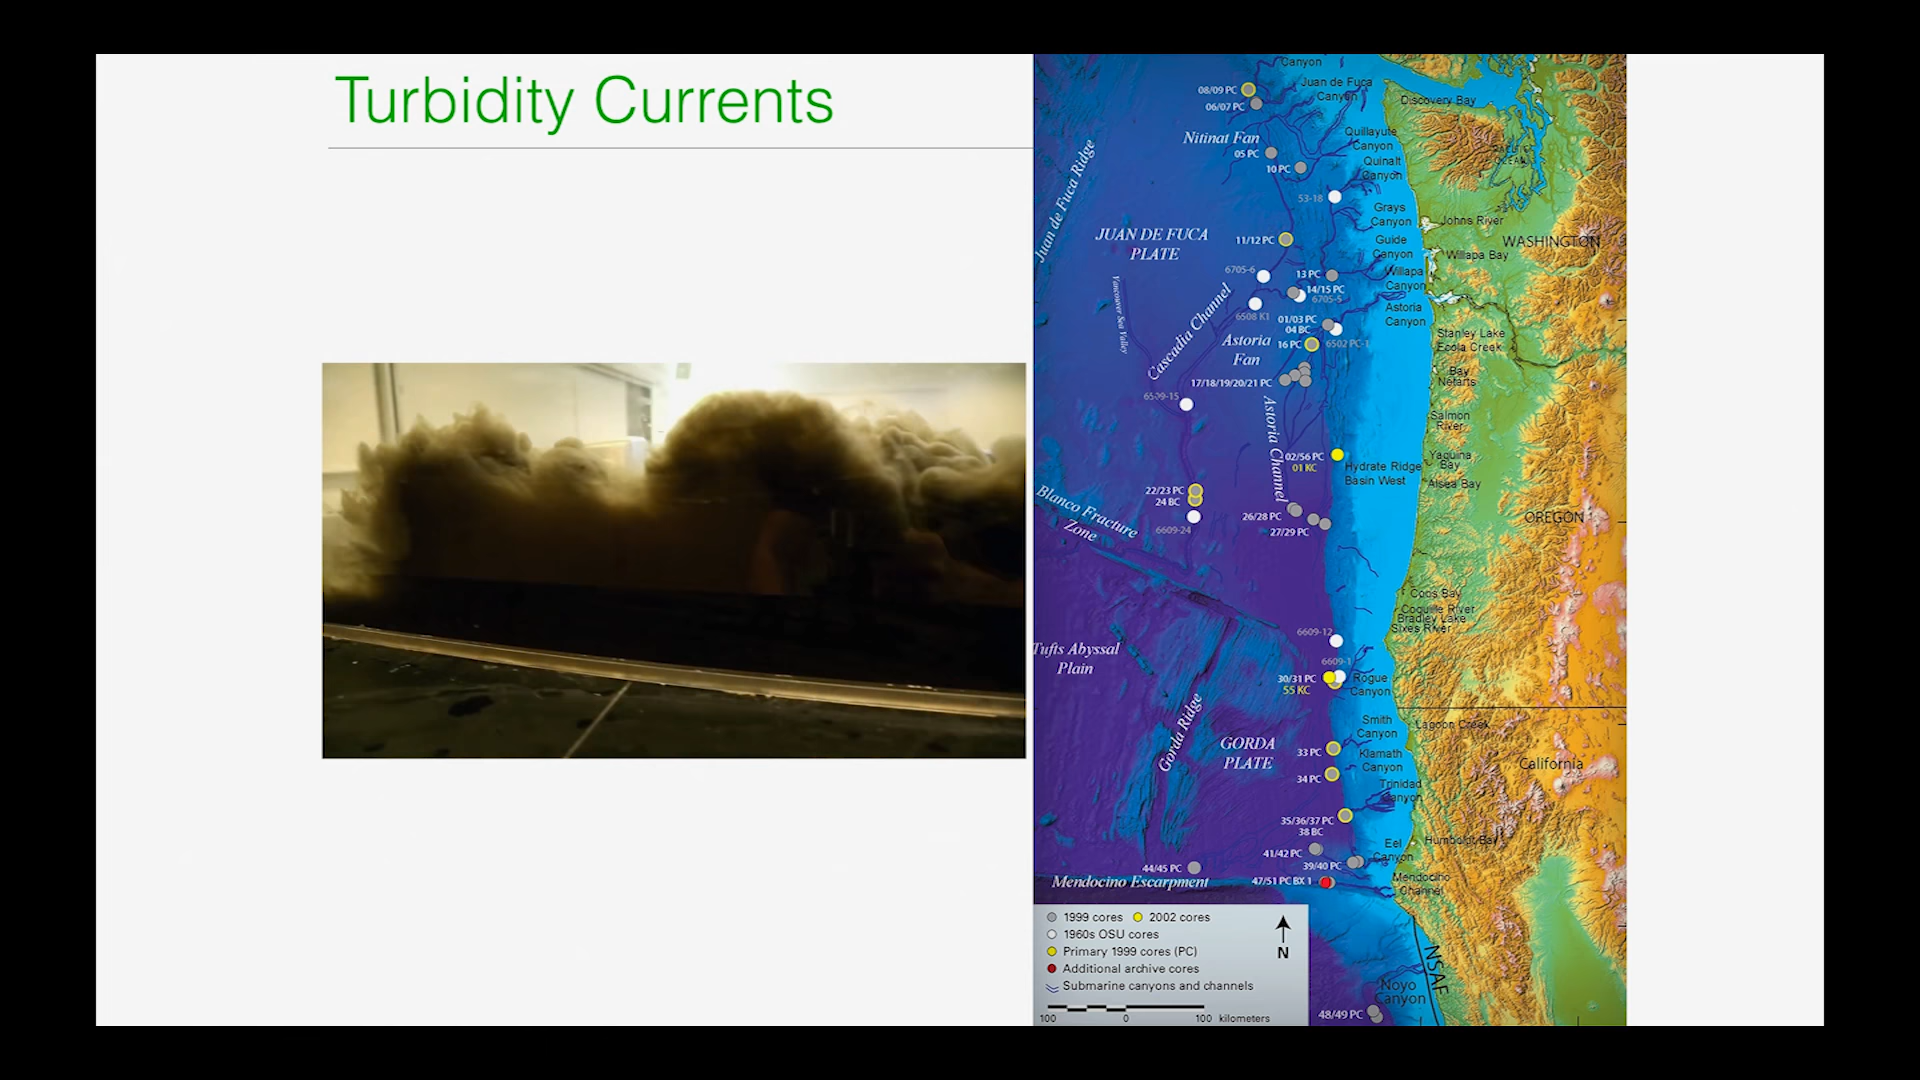 Turbidity Currents
Canyon
Juan de Fuca
Canyon
08/09 PC
06/07 PC
Discovery Bay
Nitinat Fan
Quillayute
Canyon
05 PC
Quinalt
Canyon
10 PC
Juan de Fuca Ridge
53-18
Grays
Canyon
Johns River
JUAN DE FUCA
PLATE
11/12 PC
Guide
Canyon
WASHINGTON
Willapa Bay
6705-6
13 PC
Willapa
Canyon
14/15 PC
6705-5
Vancouver Sea Valley
Cascadia Channel
6508 K1
Astoria
Canyon
01/03 PC
04 BC
Stanley Lake
Ecola Creek
Astoria
Fan
16 PC
6502 PC-1
17/18/19/20/21 PC
Bay
Netarts
6509-15
Astoria Channel
Salmon
River
02/56 PC
01 KC
Yaquina
Bay
Hydrate Ridge
Basin West
Alsea Bay
22/23 PC
24 BC
Blanco Fracture
Zone
6609-24
26/28 PC
27/29 PC
OREGON
Coos Bay
Coquille River
Bradley Lake
Sixes River
6609-12
Tufts Abyssal
Plain
6609-1
30/31 PC
55 KC
Rogue
Canyon
Smith
Canyon
Lagoon Creek
Gorda Ridge
GORDA
PLATE
33 PC
Klamath
Canyon
California
34 PC
Trinidad
Canyon
35/36/37 PC
38 BC
Eel
Canyon
Humboldt Bay
41/42 PC
39/40 PC
44/45 PC
Mendocino Escarpment
47/51 PC BX 1
Mendocino
Channel
1999 cores
2002 cores
1960s OSU cores
Primary 1999 cores (PC)
Additional archive cores
Submarine canyons and channels
N
100 0 100 kilometers
NSAF
Noyo
Canyon
48/49 PC